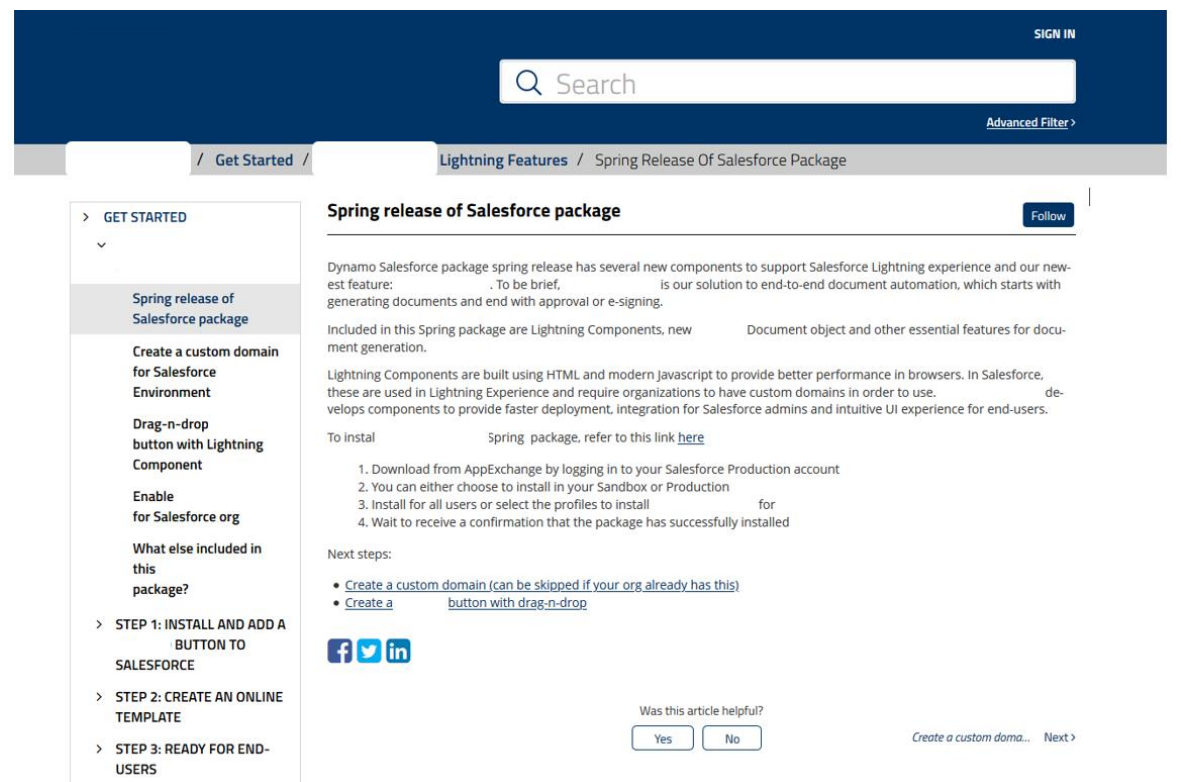 SIGN IN
Search
Advanced Filter >
/ Get Started / Lightning Features / Spring Release Of Salesforce Package
> GET STARTED
Spring release of
Salesforce package
Create a custom domain
for Salesforce
Environment
Drag-n-drop
button with Lightning
Component
Enable
for Salesforce org
What else included in
this
package?
> STEP 1: INSTALL AND ADD A
BUTTON TO
SALESFORCE
> STEP 2: CREATE AN ONLINE
TEMPLATE
> STEP 3: READY FOR END-
USERS
Spring release of Salesforce package
Follow
Dynamo Salesforce package spring release has several new components to support Salesforce Lightning experience and our new-
est feature: . To be brief, is our solution to end-to-end document automation, which starts with
generating documents and end with approval or e-signing.
Included in this Spring package are Lightning Components, new Document object and other essential features for docu-
ment generation.
Lightning Components are built using HTML and modern Javascript to provide better performance in browsers. In Salesforce,
these are used in Lightning Experience and require organizations to have custom domains in order to use. de-
velops components to provide faster deployment, integration for Salesforce admins and intuitive UI experience for end-users.
To instal Spring package, refer to this link here
1. Download from AppExchange by logging in to your Salesforce Production account
2. You can either choose to install in your Sandbox or Production
3. Install for all users or select the profiles to install for
4. Wait to receive a confirmation that the package has successfully installed
Next steps:
• Create a custom domain (can be skipped if your org already has this)
• Create a button with drag-n-drop
f in
Was this article helpful?
Yes No
Create a custom doma... Next >